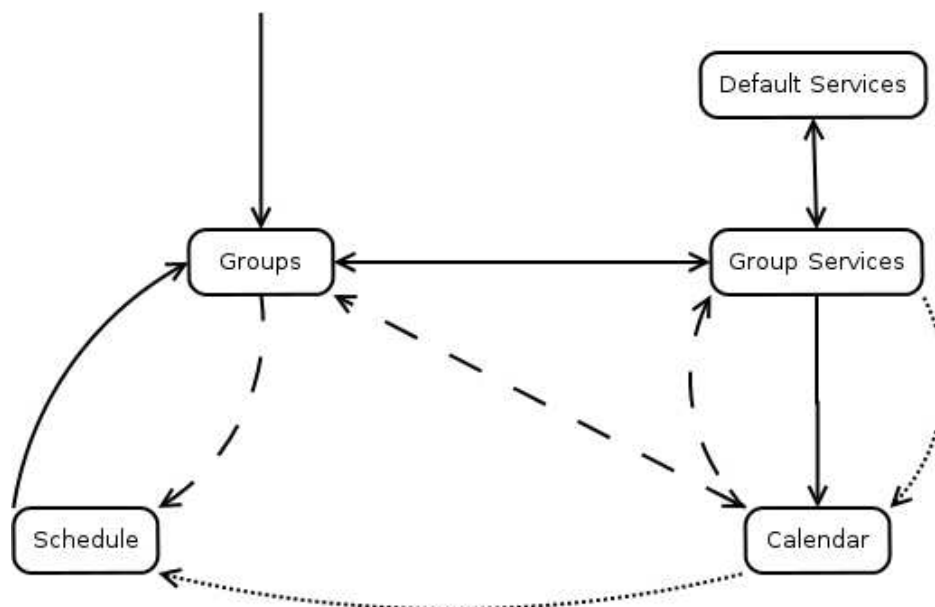 Default Services
Groups
Group Services
Schedule
Calendar